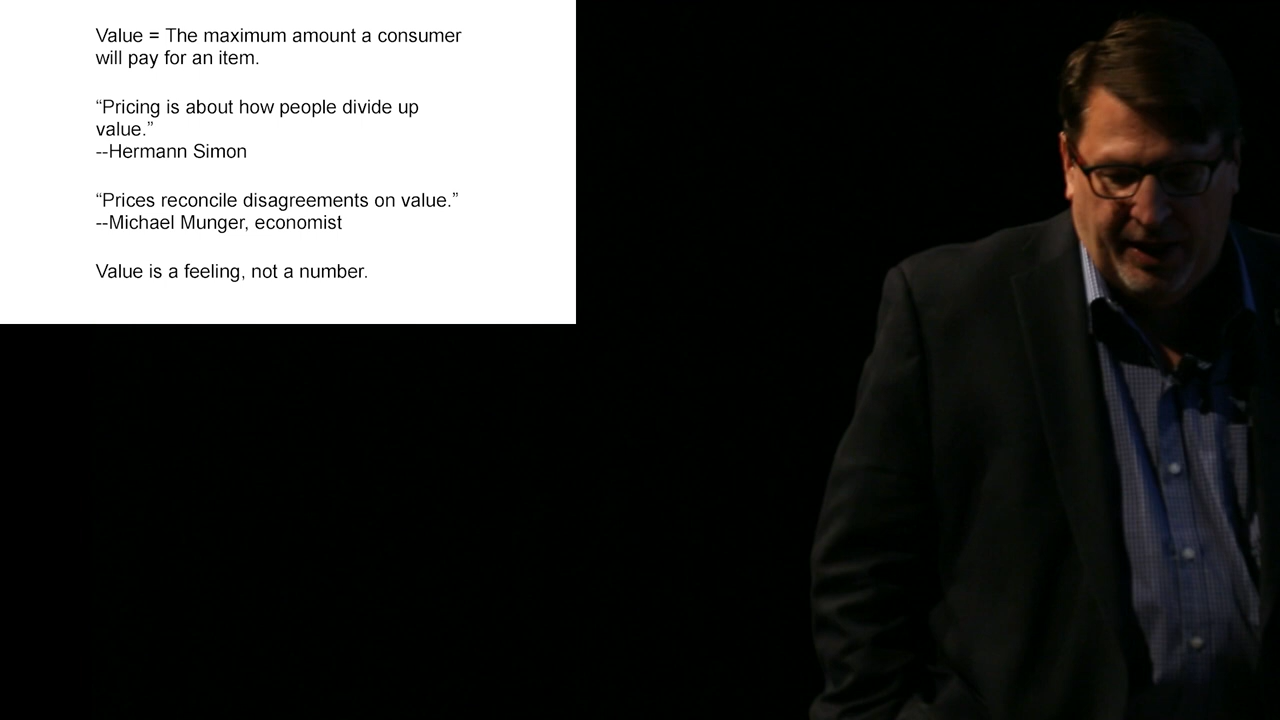 Value = The maximum amount a consumer
will pay for an item.
“Pricing is about how people divide up
value.”
--Hermann Simon
“Prices reconcile disagreements on value.”
--Michael Munger, economist
Value is a feeling, not a number.